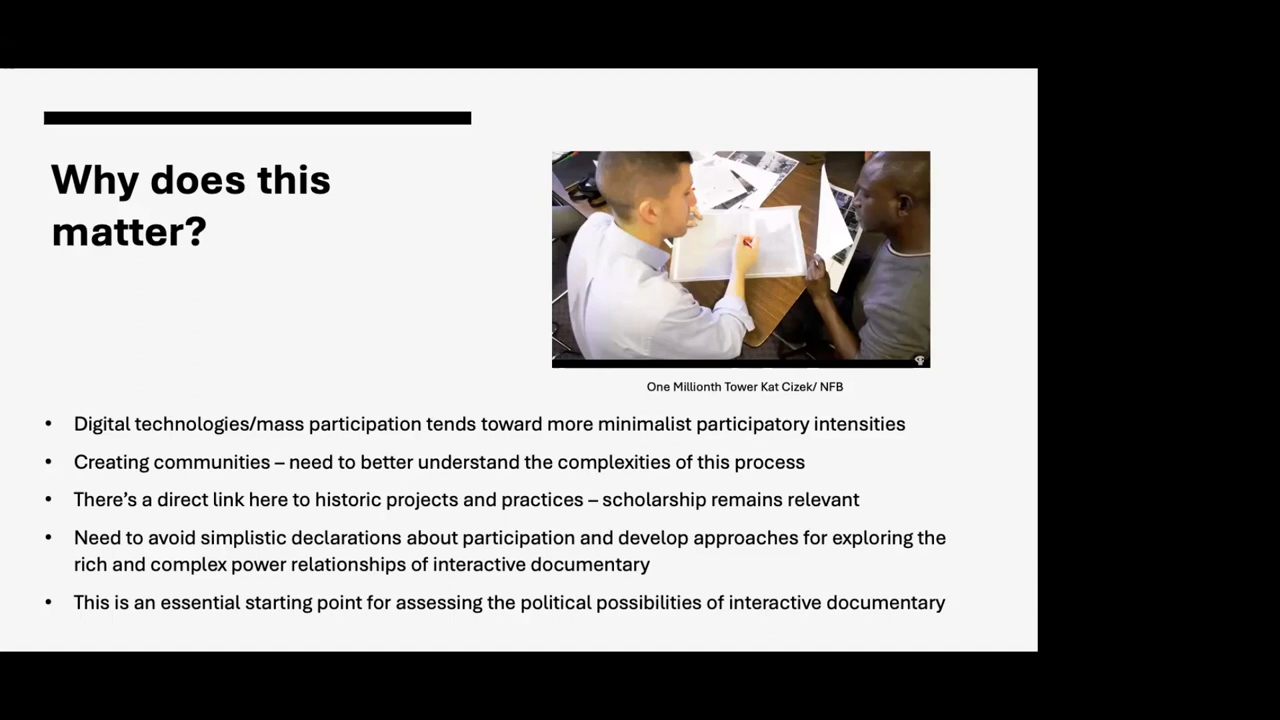 Why does this
matter?
One Millionth Tower Kat Cizek/ NFB
• Digital technologies/mass participation tends toward more minimalist participatory intensities
• Creating communities – need to better understand the complexities of this process
• There’s a direct link here to historic projects and practices – scholarship remains relevant
• Need to avoid simplistic declarations about participation and develop approaches for exploring the
rich and complex power relationships of interactive documentary
• This is an essential starting point for assessing the political possibilities of interactive documentary